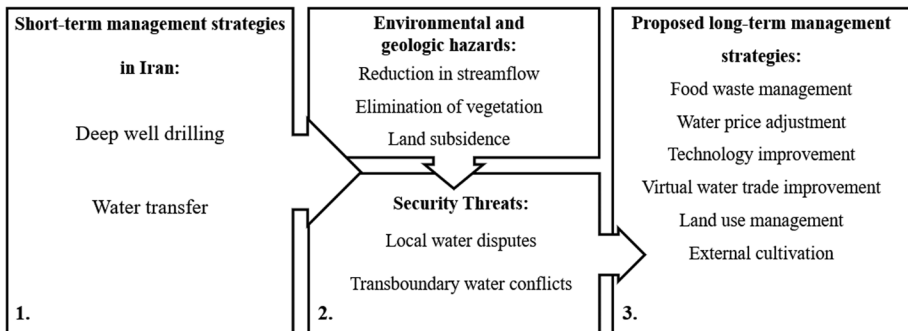 Short-term management strategies
in Iran:
Deep well drilling
Water transfer
1.
Environmental and
geologic hazards:
Reduction in streamflow
Elimination of vegetation
Land subsidence
Security Threats:
Local water disputes
Transboundary water conflicts
2.
Proposed long-term management
strategies:
Food waste management
Water price adjustment
Technology improvement
Virtual water trade improvement
Land use management
External cultivation
3.